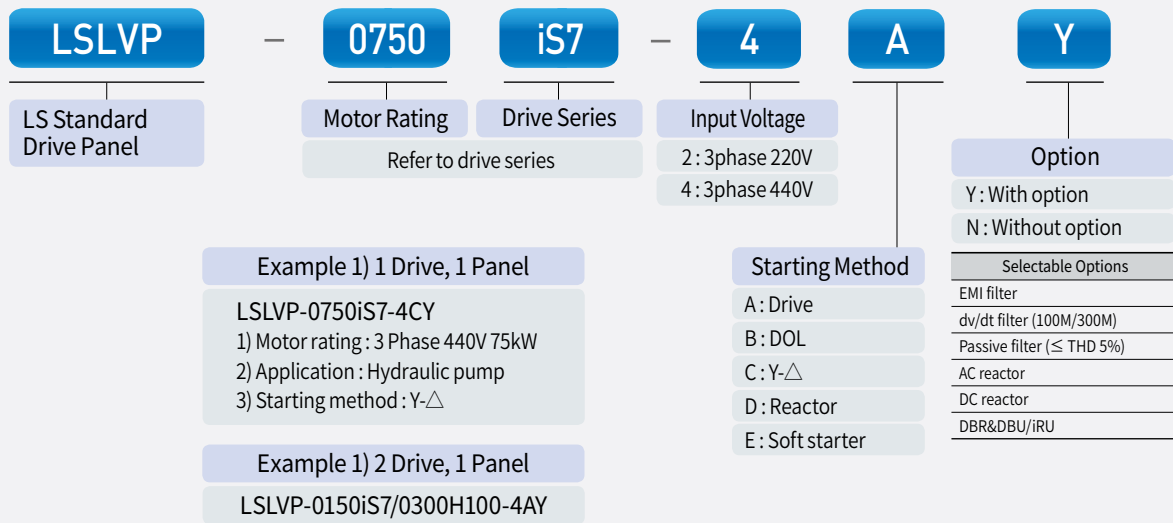 LSLVP – 0750 iS7 – 4 A Y
LS Standard
Drive Panel
Motor Rating
Drive Series
Refer to drive series
Input Voltage
2 : 3phase 220V
4 : 3phase 440V
Option
Y : With option
N : Without option
Selectable Options
EMI filter
dv/dt filter (100M/300M)
Passive filter (≤ THD 5%)
AC reactor
DC reactor
DBR&DBU/iRU
Starting Method
A : Drive
B : DOL
C : Y-△
D : Reactor
E : Soft starter
Example 1) 1 Drive, 1 Panel
LSLVP-0750iS7-4CY
1) Motor rating : 3 Phase 440V 75kW
2) Application : Hydraulic pump
3) Starting method : Y-△
Example 1) 2 Drive, 1 Panel
LSLVP-0150iS7/0300H100-4AY